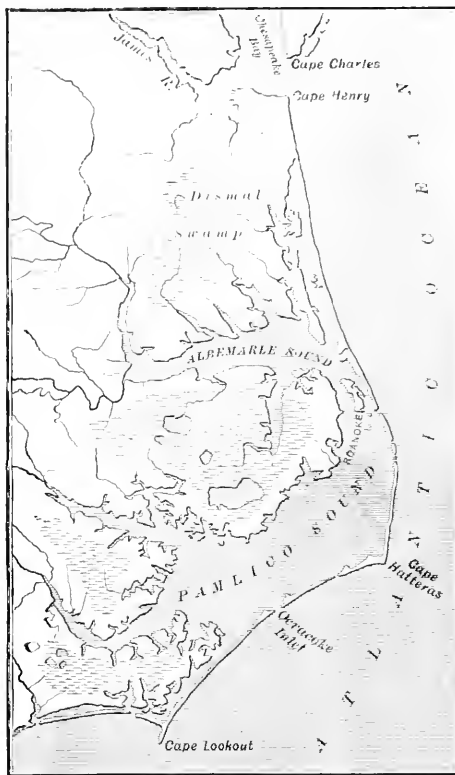 James
R.
Chesapeake
Bay
Cape Charles
Cape Henry
Dismal
Swamp
ALBEMARLE SOUND
ROANOKE
PAMLICO SOUND
Cape
Hatteras
Ocracoke
Inlet
Cape Lookout
ATLANTIC OCEAN